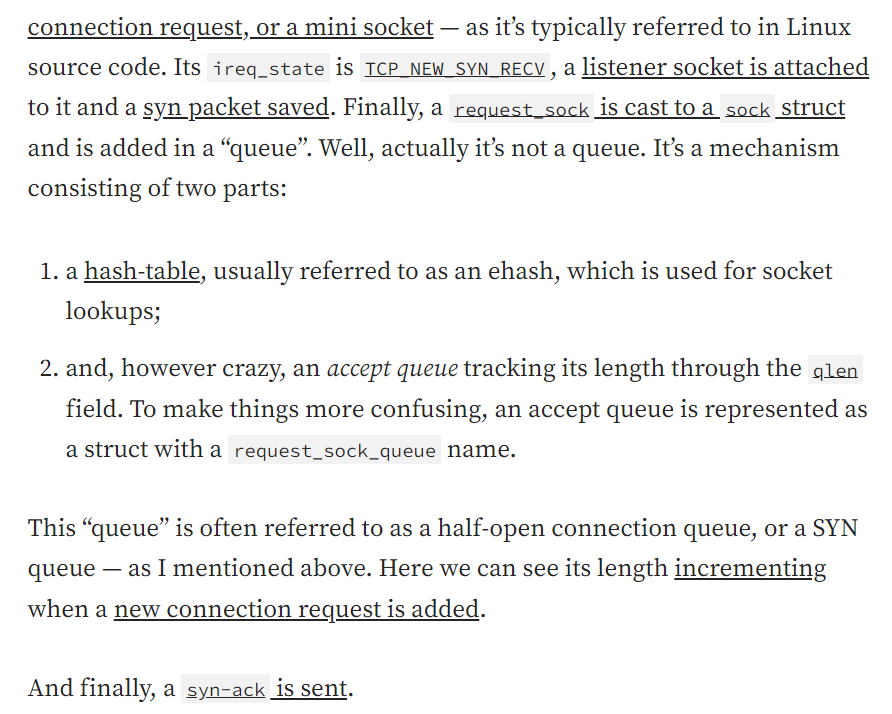 connection request, or a mini socket — as it’s typically referred to in Linux
source code. Its ireq_state is TCP_NEW_SYN_RECV, a listener socket is attached
to it and a syn packet saved. Finally, a request_sock is cast to a sock struct
and is added in a “queue”. Well, actually it’s not a queue. It’s a mechanism
consisting of two parts:
1. a hash-table, usually referred to as an ehash, which is used for socket
lookups;
2. and, however crazy, an accept queue tracking its length through the qlen
field. To make things more confusing, an accept queue is represented as
a struct with a request_sock_queue name.
This “queue” is often referred to as a half-open connection queue, or a SYN
queue — as I mentioned above. Here we can see its length incrementing
when a new connection request is added.
And finally, a syn-ack is sent.